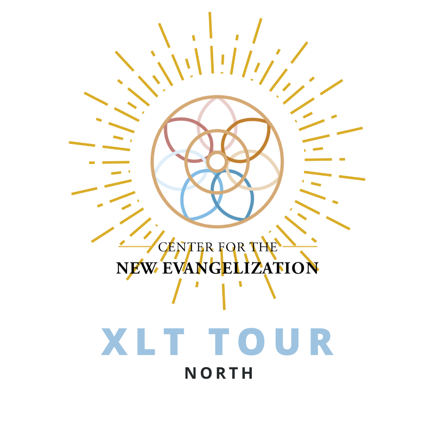 CENTER FOR THE
NEW EVANGELIZATION
XLT TOUR
NORTH